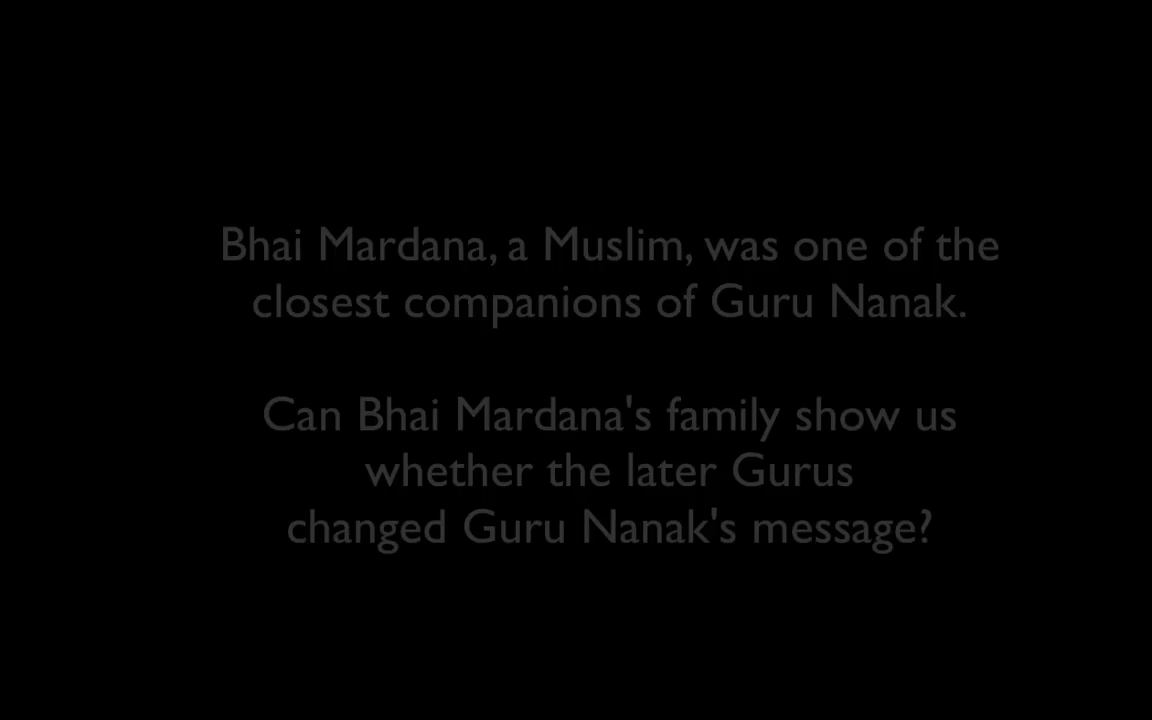 Bhai Mardana, a Muslim, was one of the
closest companions of Guru Nanak.
Can Bhai Mardana's family show us
whether the later Gurus
changed Guru Nanak's message?